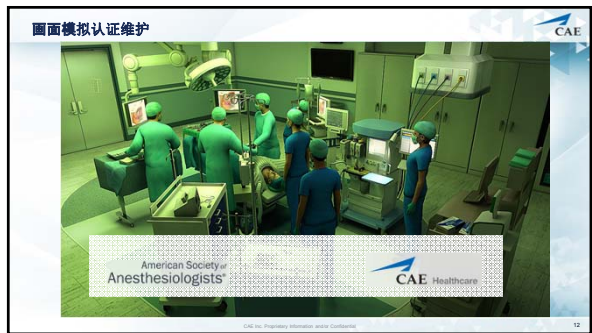 画面模拟认证维护
CAE
American Society of
Anesthesiologists®
CAE Healthcare
CAE Inc. Proprietary Information and/or Confidential
12